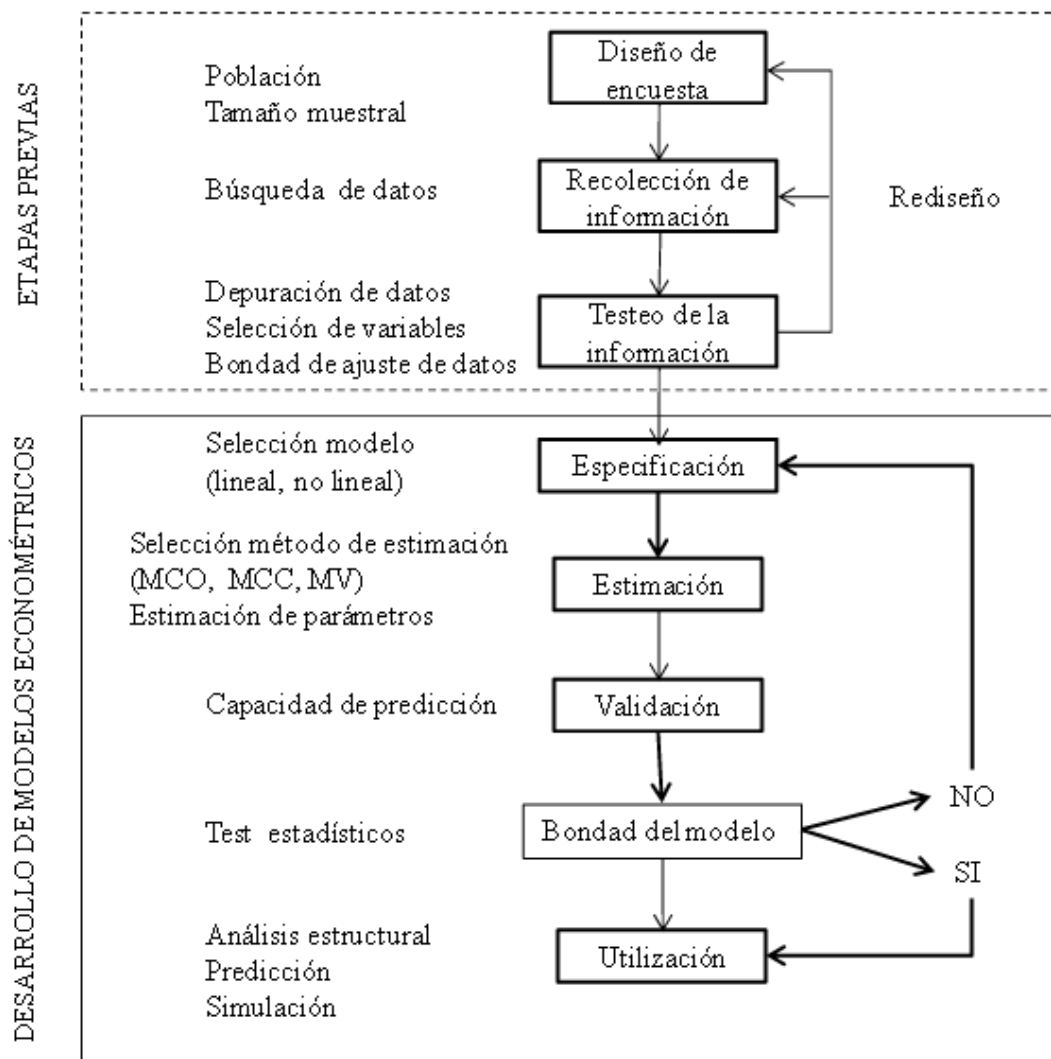 ETAPAS PREVIAS
Diseño de
encuesta
Población
Tamaño muestral
Recolección de
información
Búsqueda de datos
Rediseño
Depuración de datos
Selección de variables
Bondad de ajuste de datos
Testeo de la
información
DESARROLLO DE MODELOS ECONOMÉTRICOS
Selección modelo
(lineal, no lineal)
Especificación
Selección método de estimación
(MCO, MCC, MV)
Estimación de parámetros
Estimación
Capacidad de predicción
Validación
NO
Test estadísticos
Bondad del modelo
SI
Análisis estructural
Predicción
Simulación
Utilización